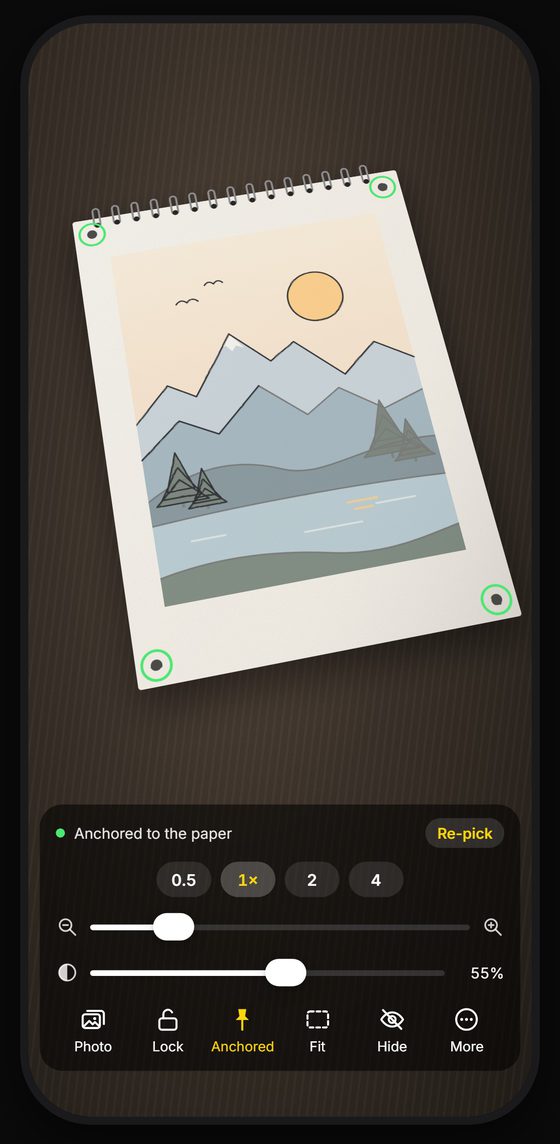 Anchored to the paper
Re-pick
0.5 1× 2 4
55%
Photo Lock Anchored Fit Hide More